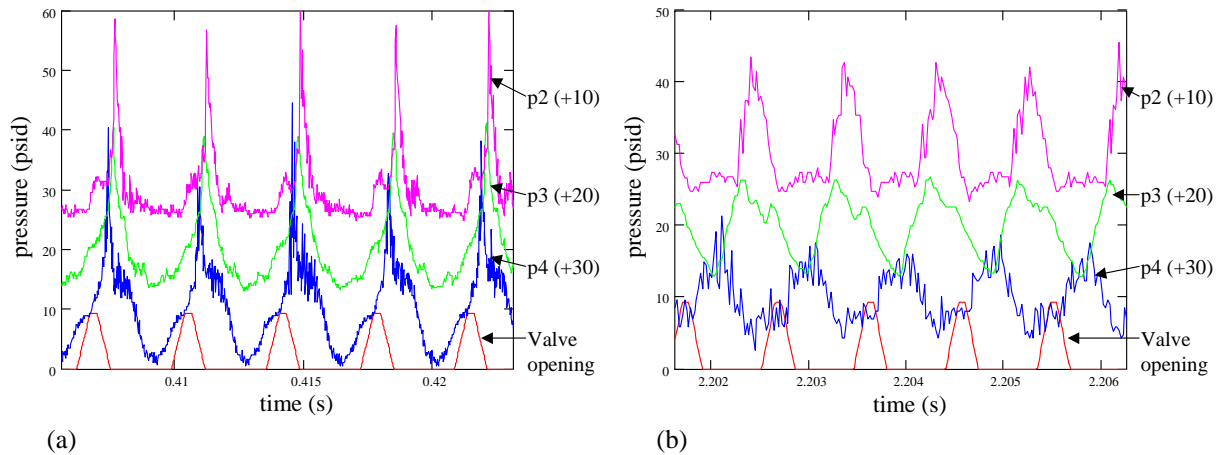 60
50
40
30
20
10
0
pressure (psid)
0.41
0.415
0.42
time (s)
p2 (+10)
p3 (+20)
p4 (+30)
Valve
opening
(a)
50
40
30
20
10
0
pressure (psid)
2.202
2.203
2.204
2.205
2.206
time (s)
p2 (+10)
p3 (+20)
p4 (+30)
Valve
opening
(b)